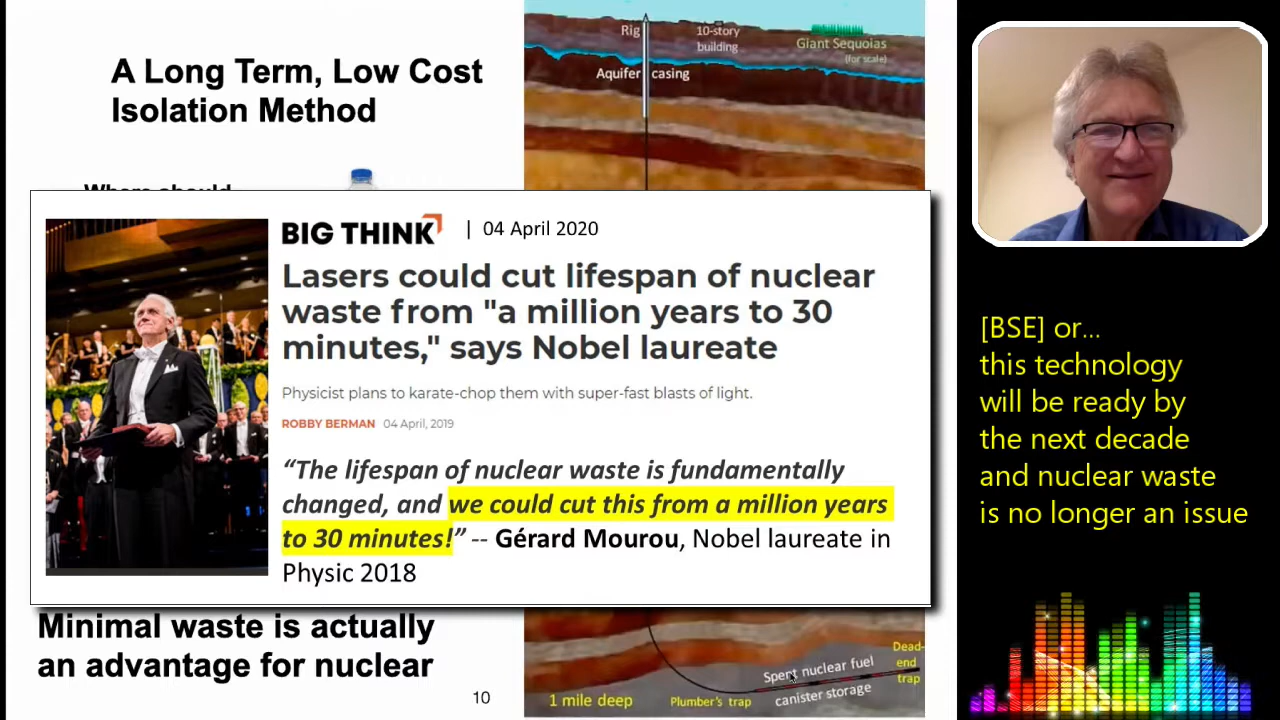 A Long Term, Low Cost
Isolation Method
Where should
Rig
10-story
building
Giant Sequoias
(for scale)
Aquifer casing
BIG THINK | 04 April 2020
Lasers could cut lifespan of nuclear
waste from "a million years to 30
minutes," says Nobel laureate
Physicist plans to karate-chop them with super-fast blasts of light.
ROBBY BERMAN 04 April, 2019
“The lifespan of nuclear waste is fundamentally
changed, and we could cut this from a million years
to 30 minutes!” -- Gérard Mourou, Nobel laureate in
Physic 2018
Minimal waste is actually
an advantage for nuclear
10
1 mile deep
Plumber's trap
Spent nuclear fuel
canister storage
Dead-
end
trap
[BSE] or...
this technology
will be ready by
the next decade
and nuclear waste
is no longer an issue